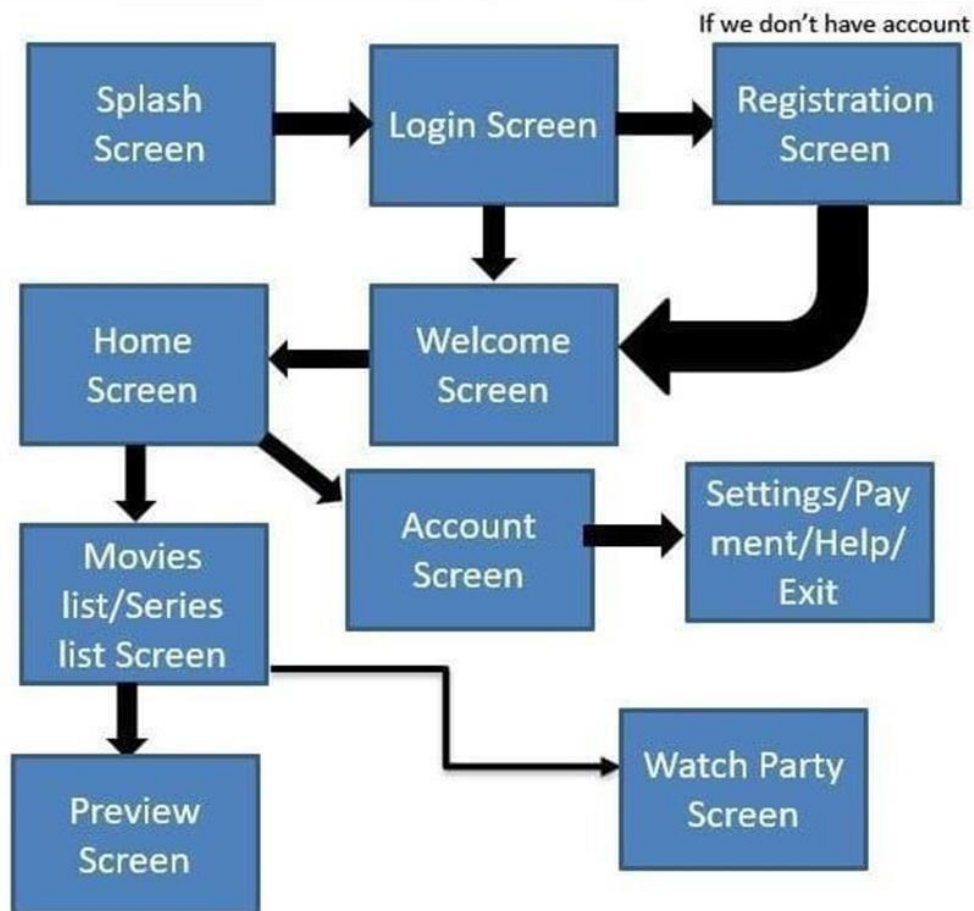 If we don’t have account
Splash
Screen
Login Screen
Registration
Screen
Home
Screen
Welcome
Screen
Account
Screen
Settings/Pay
ment/Help/
Exit
Movies
list/Series
list Screen
Watch Party
Screen
Preview
Screen